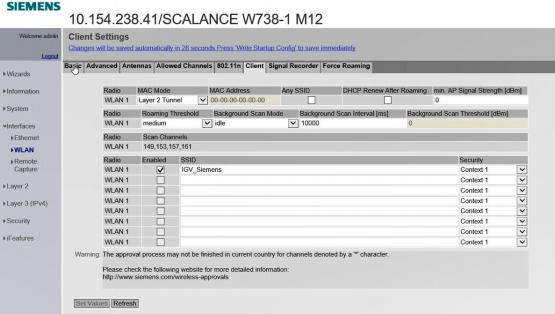 SIEMENS
10.154.238.41/SCALANCE W738-1 M12
Welcome admin
Logout
Client Settings
Changes will be saved automatically in 26 seconds.Press 'Write Startup Config' to save immediately
Basic Advanced Antennas Allowed Channels 802.11n Client Signal Recorder Force Roaming
▸Wizards
▸Information
▸System
▾Interfaces
▸Ethernet
▸WLAN
▸Remote
Capture
▸Layer 2
▸Layer 3 (IPv4)
▸Security
▸iFeatures
Radio MAC Mode MAC Address Any SSID DHCP Renew After Roaming min. AP Signal Strength [dBm]
WLAN 1 Layer 2 Tunnel 00-00-00-00-00-00 0
Radio Roaming Threshold Background Scan Mode Background Scan Interval [ms] Background Scan Threshold [dBm]
WLAN 1 medium idle 10000 0
Radio Scan Channels
WLAN 1 149,153,157,161
Radio Enabled SSID Security
WLAN 1 IGV_Siemens Context 1
WLAN 1 Context 1
WLAN 1 Context 1
WLAN 1 Context 1
WLAN 1 Context 1
WLAN 1 Context 1
WLAN 1 Context 1
WLAN 1 Context 1
Warning: The approval process may not be finished in current country for channels denoted by a '*' character.
Please check the following website for more detailed information:
http://www.siemens.com/wireless-approvals
Set Values Refresh